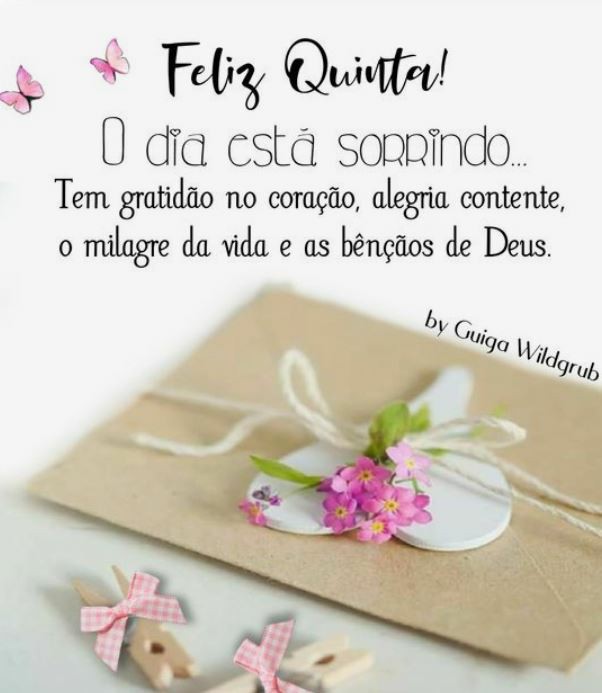 Feliz Quinta!
O dia está sorrindo...
Tem gratidão no coração, alegria contente,
o milagre da vida e as bênçãos de Deus.
by Guiga Wildgrub